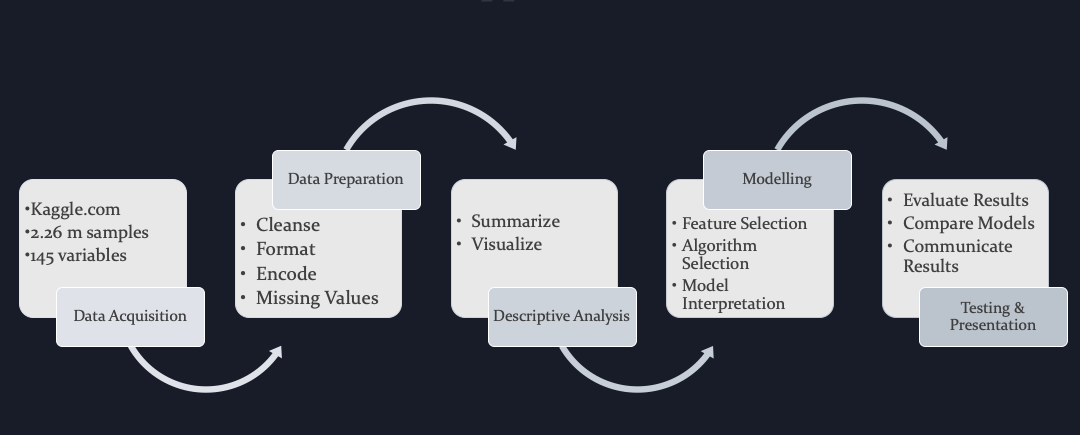 •Kaggle.com
•2.26 m samples
•145 variables
Data Acquisition
Data Preparation
• Cleanse
• Format
• Encode
• Missing Values
• Summarize
• Visualize
Descriptive Analysis
Modelling
• Feature Selection
• Algorithm
Selection
• Model
Interpretation
• Evaluate Results
• Compare Models
• Communicate
Results
Testing &
Presentation